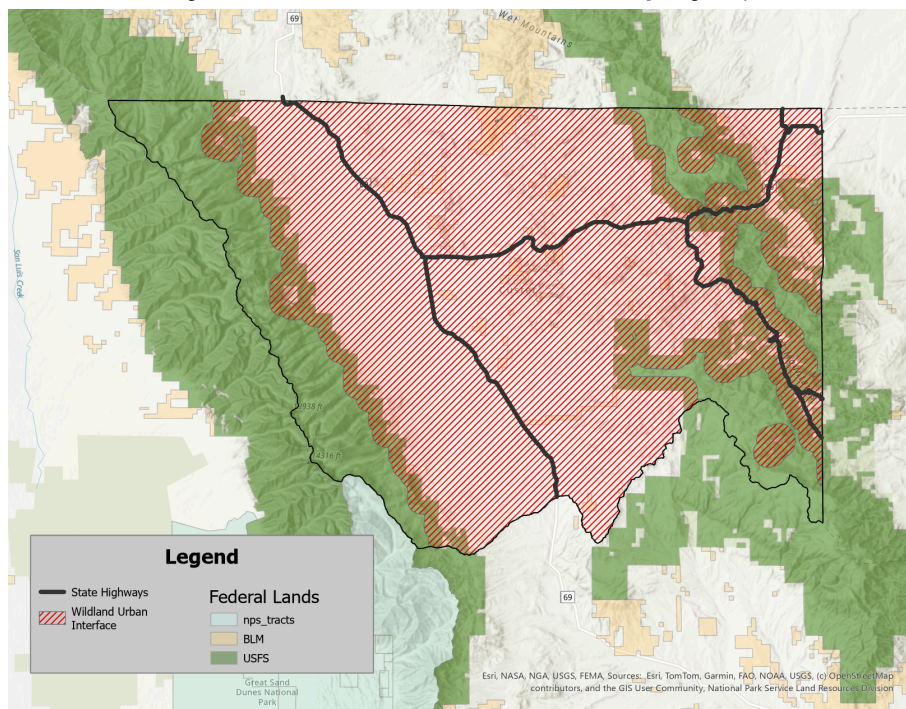 69
Wet Mountains
San Luis Creek
14316 ft
Legend
State Highways
Wildland Urban
Interface
Federal Lands
nps_tracts
BLM
USFS
Great Sand
Dunes National
Park
69
Esri, NASA, NGA, USGS, FEMA, Sources: Esri, TomTom, Garmin, FAO, NOAA, USGS, (c) OpenStreetMap
contributors, and the GIS User Community, National Park Service Land Resources Division